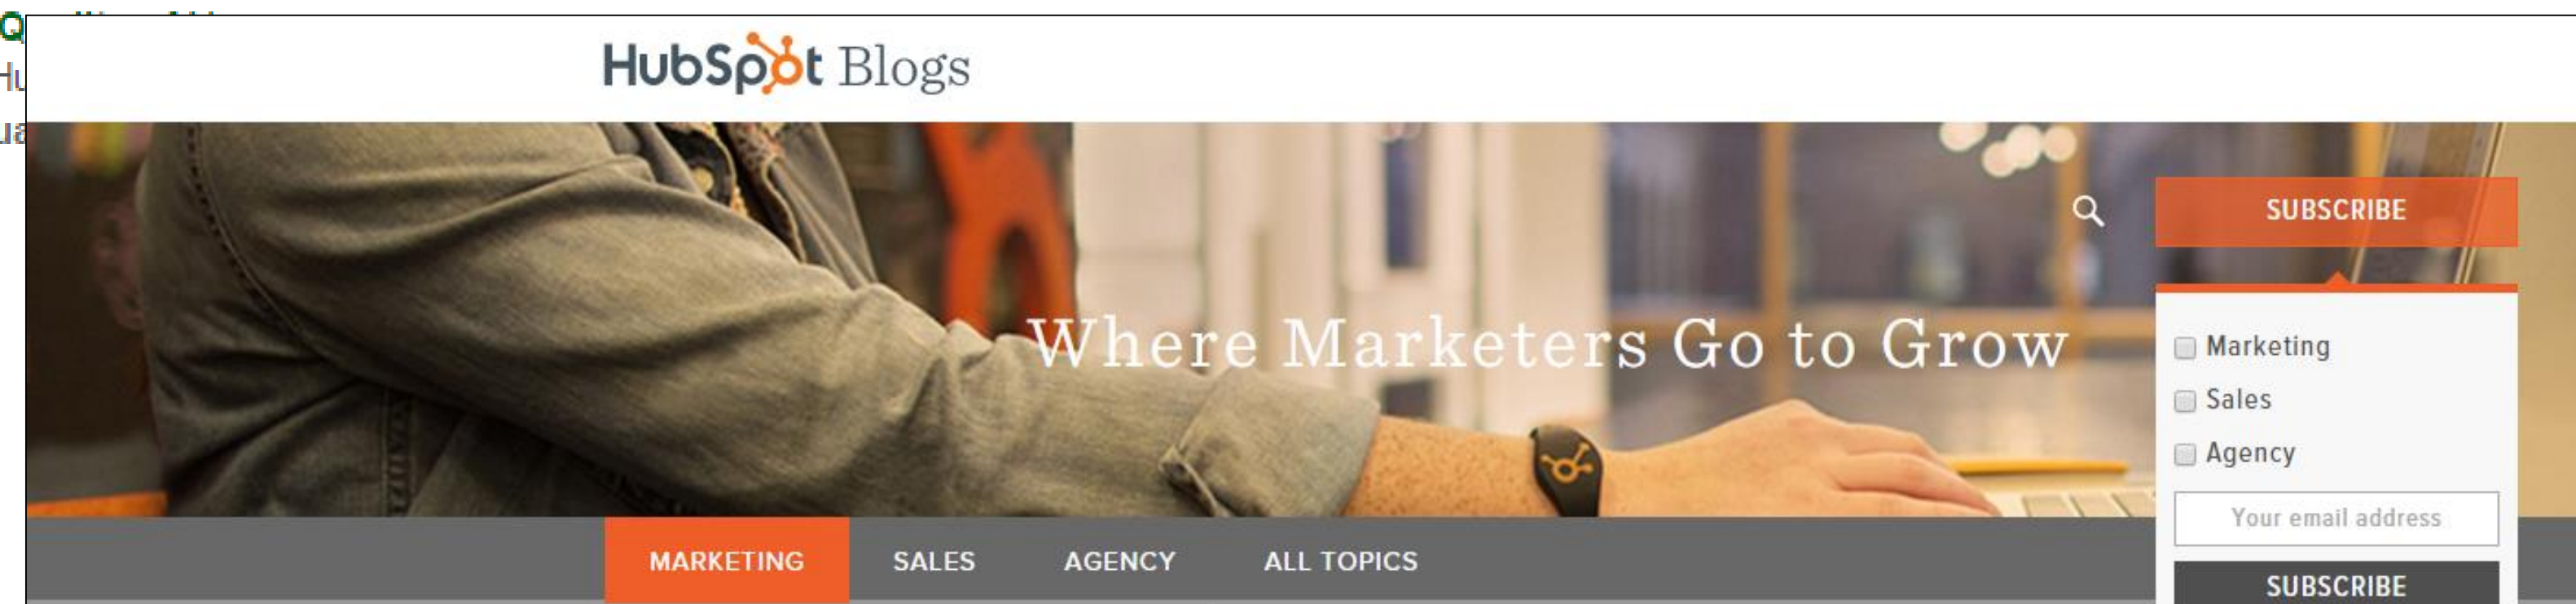 HubSpot Blogs
SUBSCRIBE
Where Marketers Go to Grow
Marketing
Sales
Agency
Your email address
SUBSCRIBE
MARKETING SALES AGENCY ALL TOPICS